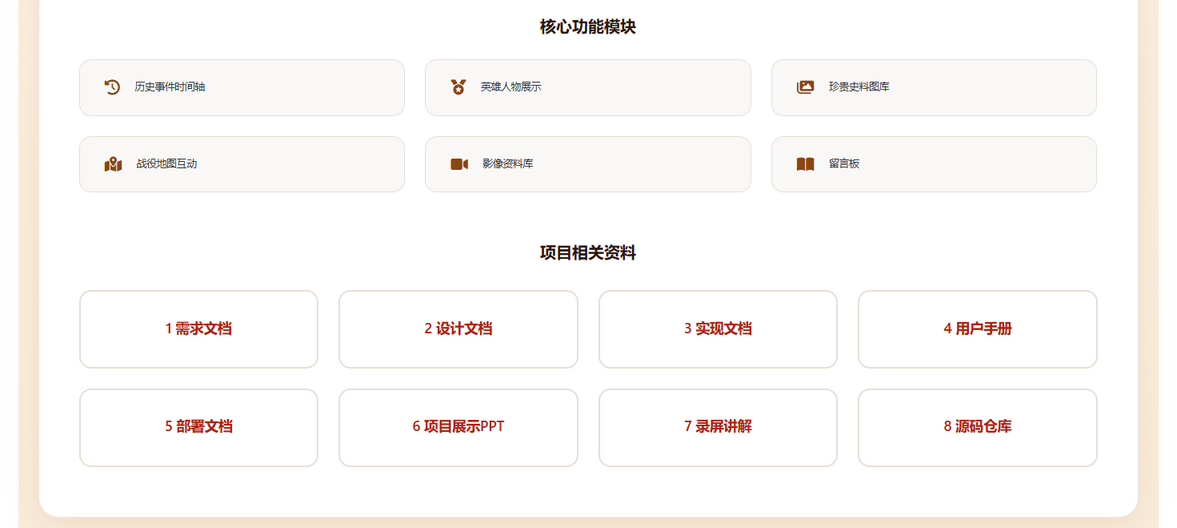 核心功能模块
历史事件时间轴
英雄人物展示
珍贵史料图库
战役地图互动
影像资料库
留言板
项目相关资料
1 需求文档
2 设计文档
3 实现文档
4 用户手册
5 部署文档
6 项目展示PPT
7 录屏讲解
8 源码仓库